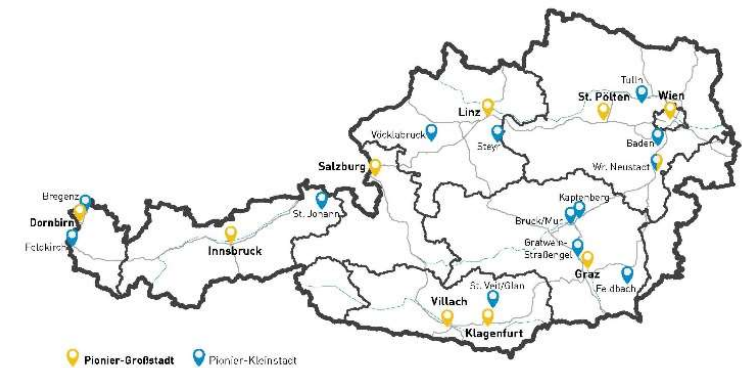 Tulln
St. Pölten
Wien
Linz
Vöcklabruck
Steyr
Baden
Salzburg
Wr. Neustadt
Bregenz
Dornbirn
Feldkirch
St. Johann
Innsbruck
Kapfenberg
Bruck/Mur
Gratwein-
Straßengel
Graz
Feldbach
St. Veit/Glan
Villach
Klagenfurt
Pionier-Großstadt
Pionier-Kleinstadt